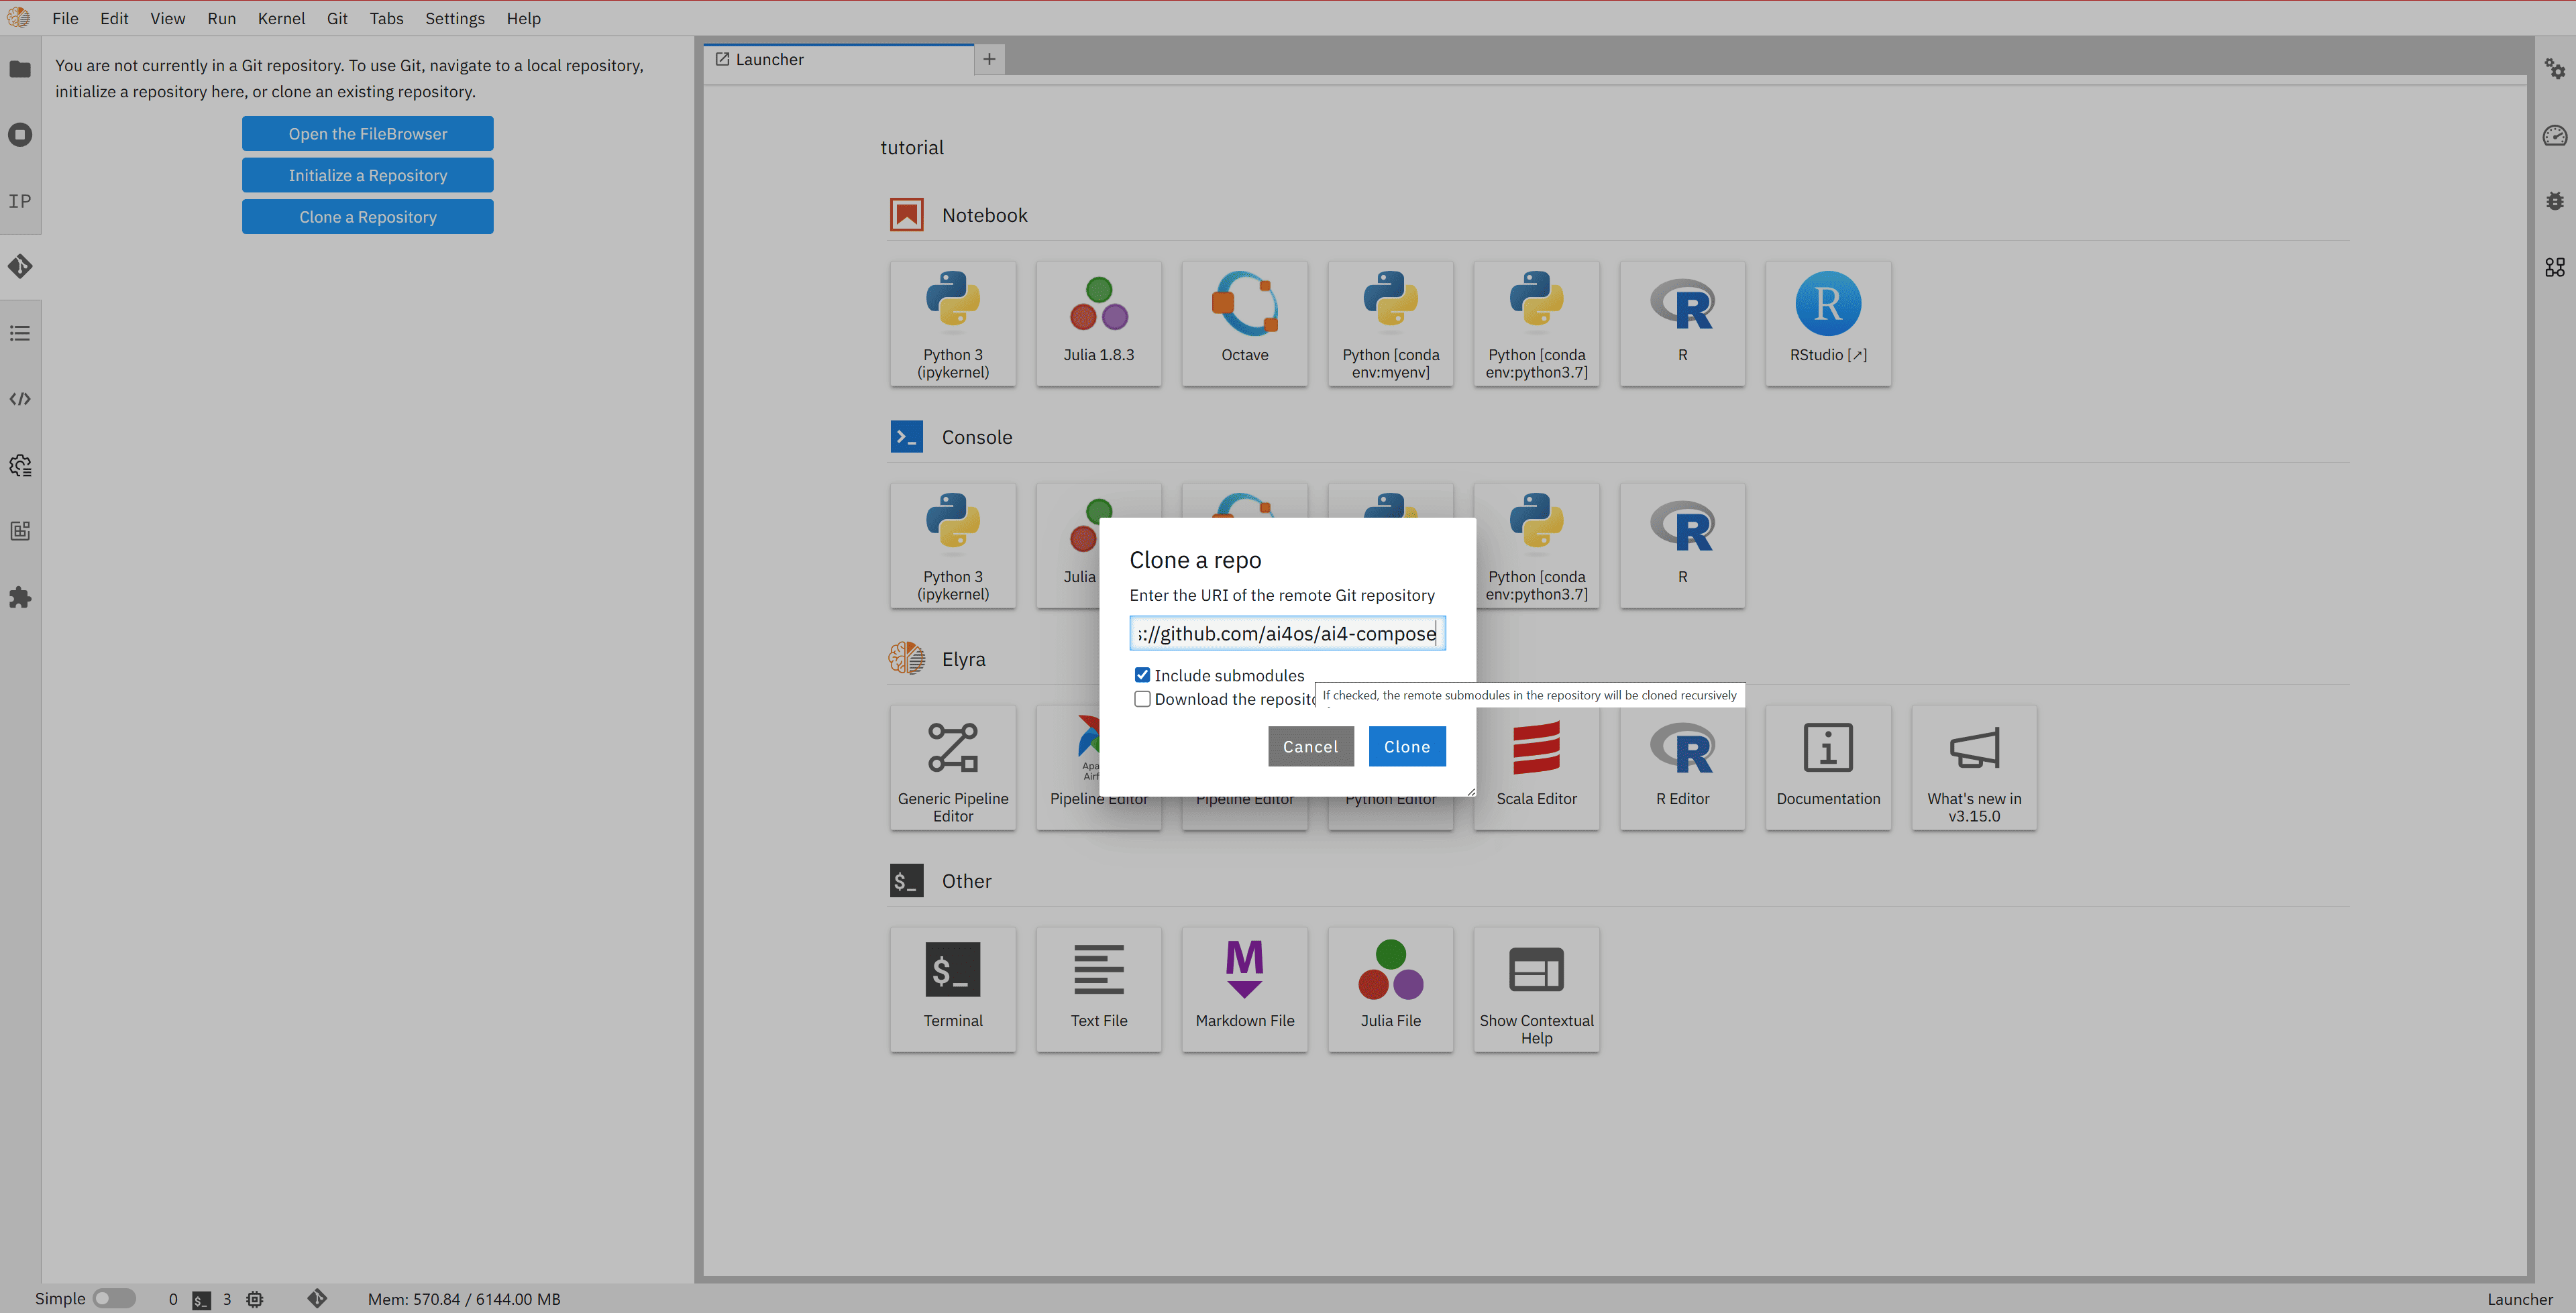 File Edit View Run Kernel Git Tabs Settings Help
You are not currently in a Git repository. To use Git, navigate to a local repository,
initialize a repository here, or clone an existing repository.
Open the FileBrowser
Initialize a Repository
Clone a Repository
IP
Launcher
tutorial
Notebook
Python 3
(ipykernel)
Julia 1.8.3
Octave
Python [conda
env:myenv]
Python [conda
env:python3.7]
R
RStudio [↗]
Console
Python 3
(ipykernel)
Julia
Python [conda
env:python3.7]
R
Clone a repo
Enter the URI of the remote Git repository
s://github.com/ai4os/ai4-compose
Include submodules
Download the reposito
If checked, the remote submodules in the repository will be cloned recursively
Cancel Clone
Elyra
Generic Pipeline
Editor
Pipeline Editor
Pipeline Editor
Python Editor
Scala Editor
R Editor
Documentation
What's new in
v3.15.0
Other
Terminal
Text File
Markdown File
Julia File
Show Contextual
Help
Simple 0 $_ 3 Mem: 570.84 / 6144.00 MB Launcher